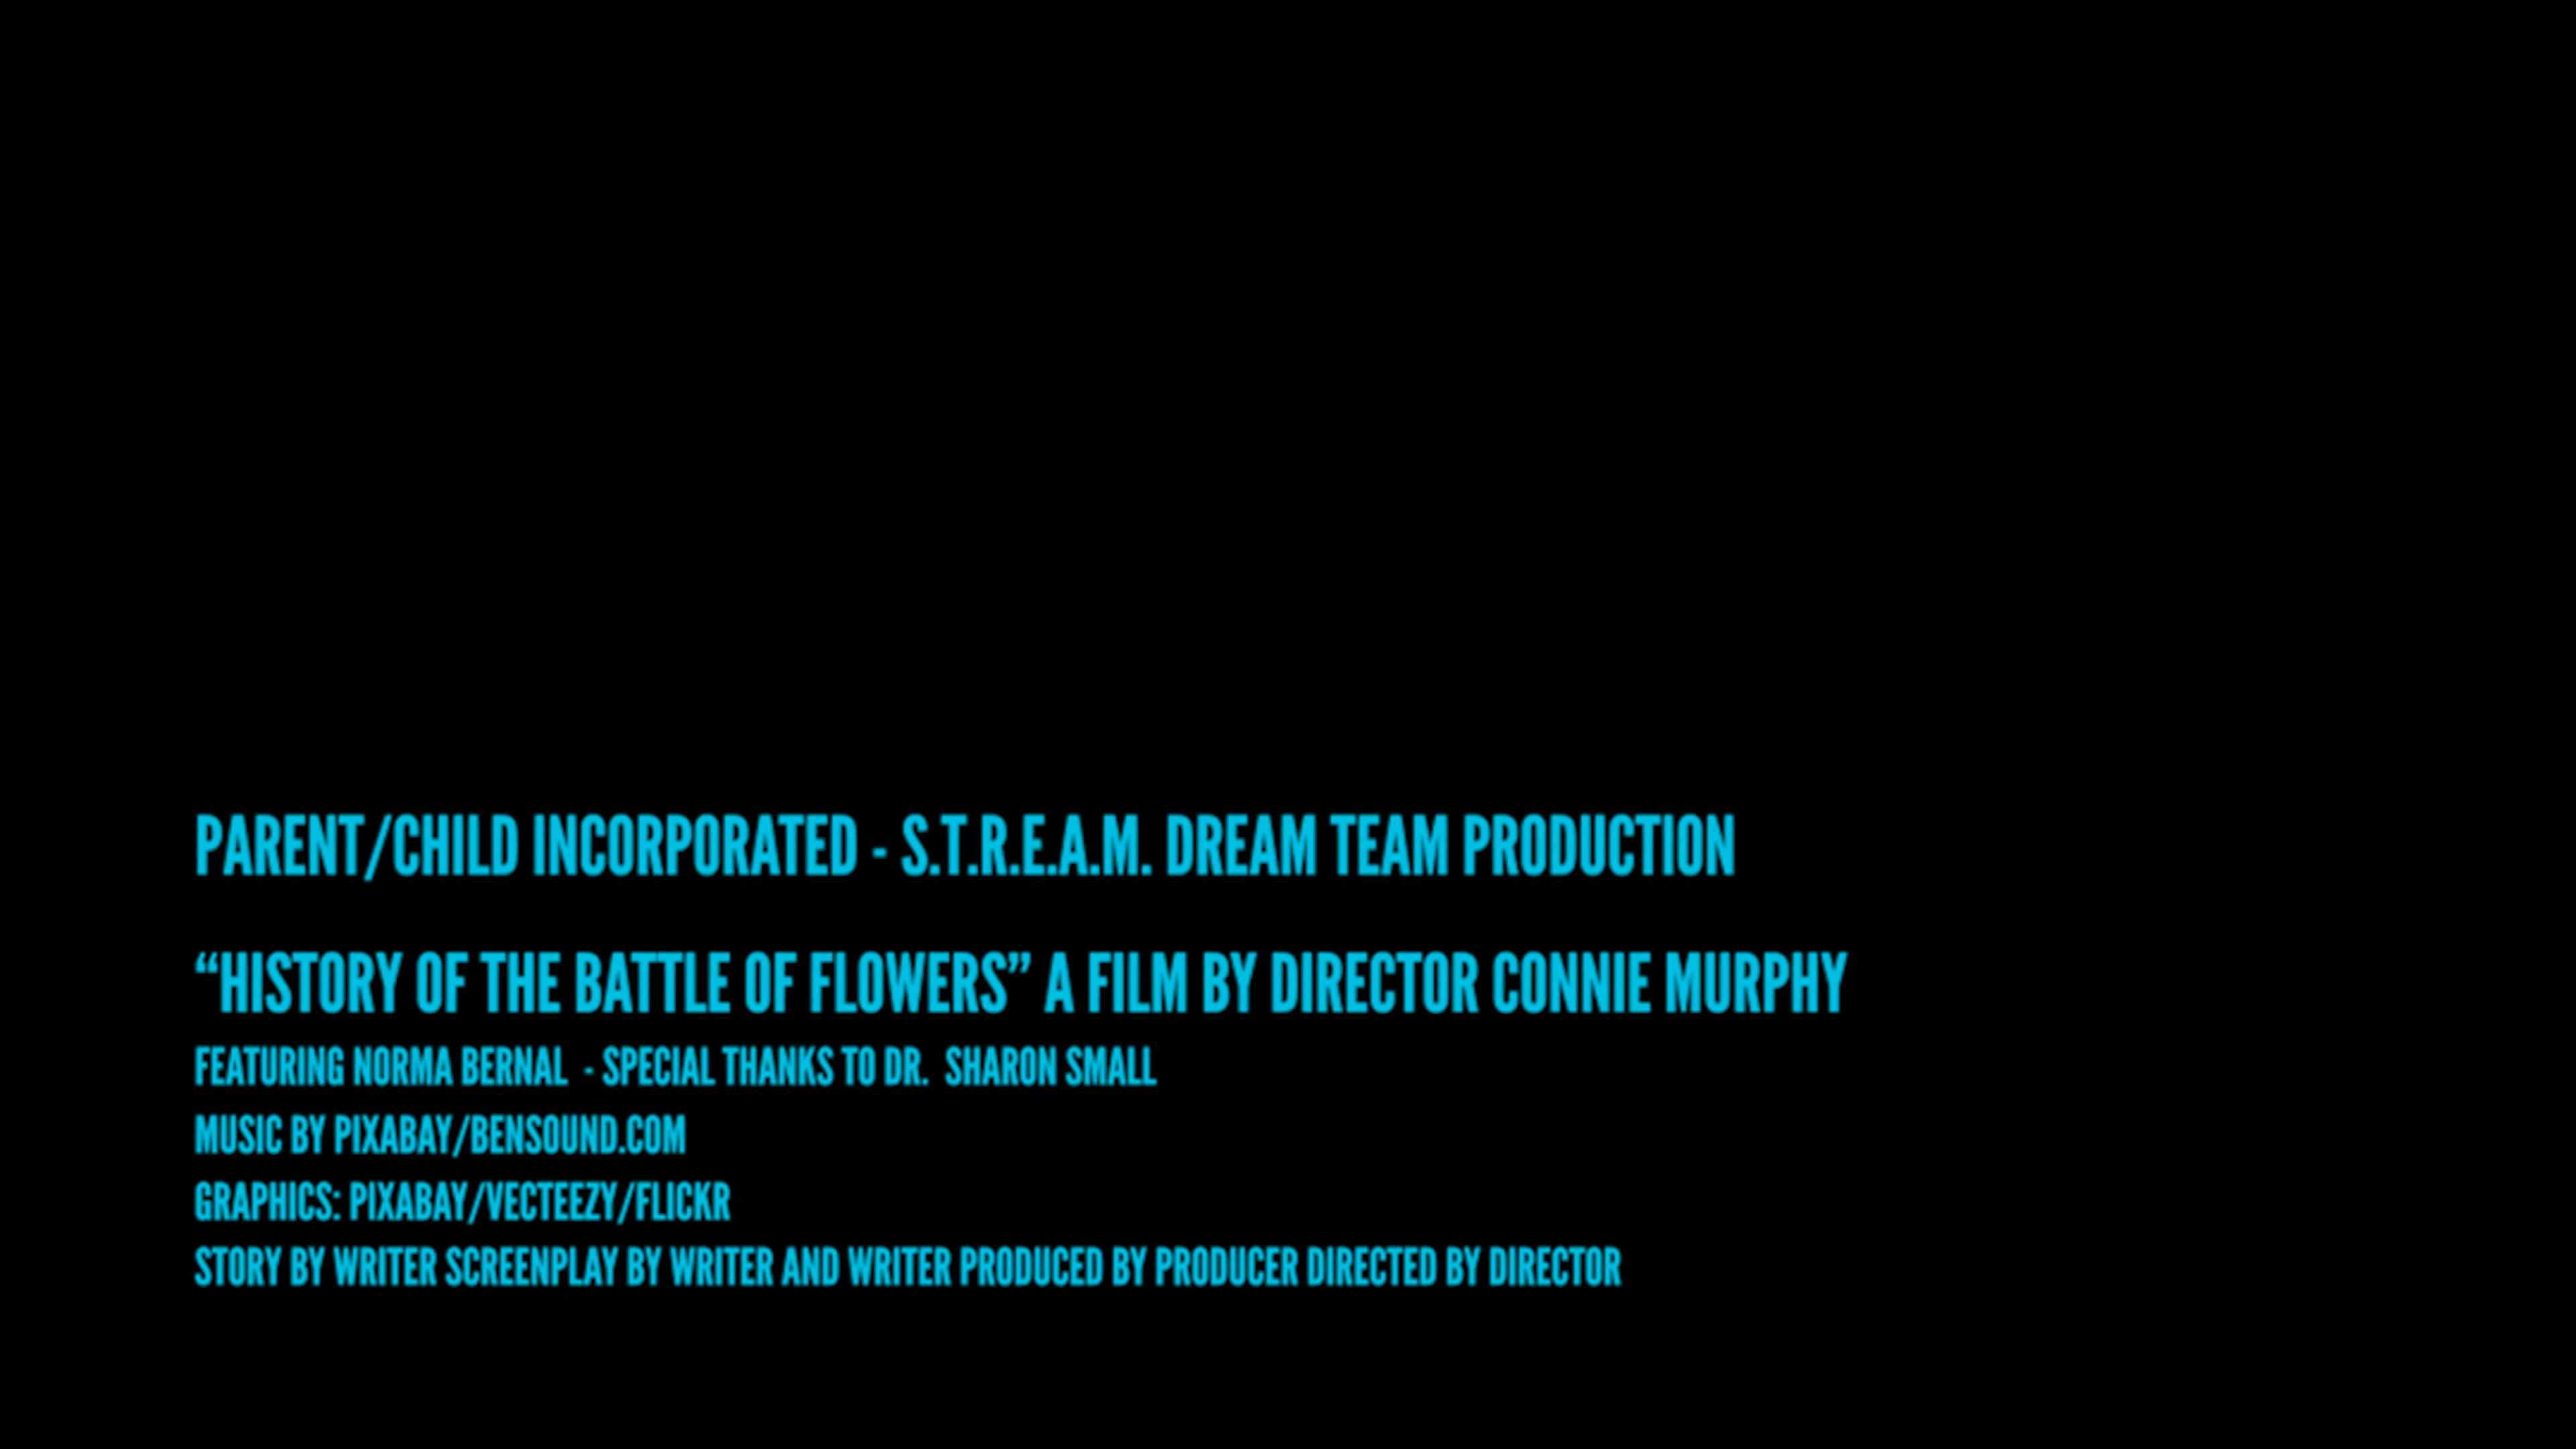 PARENT/CHILD INCORPORATED - S.T.R.E.A.M. DREAM TEAM PRODUCTION
“HISTORY OF THE BATTLE OF FLOWERS” A FILM BY DIRECTOR CONNIE MURPHY
FEATURING NORMA BERNAL - SPECIAL THANKS TO DR. SHARON SMALL
MUSIC BY PIXABAY/BENSOUND.COM
GRAPHICS: PIXABAY/VECTEEZY/FLICKR
STORY BY WRITER SCREENPLAY BY WRITER AND WRITER PRODUCED BY PRODUCER DIRECTED BY DIRECTOR